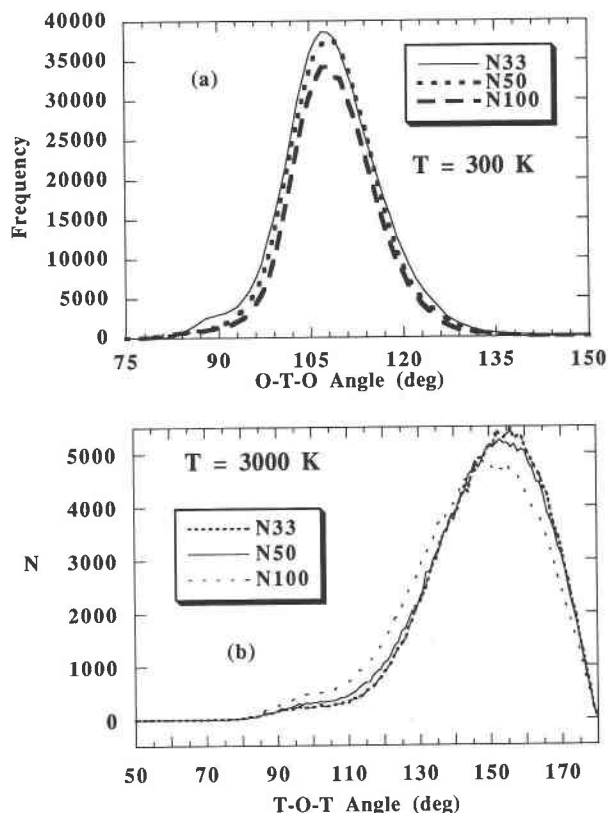 40000
35000
30000
25000
20000
15000
10000
5000
0
Frequency
(a)
N33
N50
N100
T = 300 K
75 90 105 120 135 150
O-T-O Angle (deg)
5000
4000
3000
2000
1000
0
N
T = 3000 K
N33
N50
N100
(b)
50 70 90 110 130 150 170
T-O-T Angle (deg)